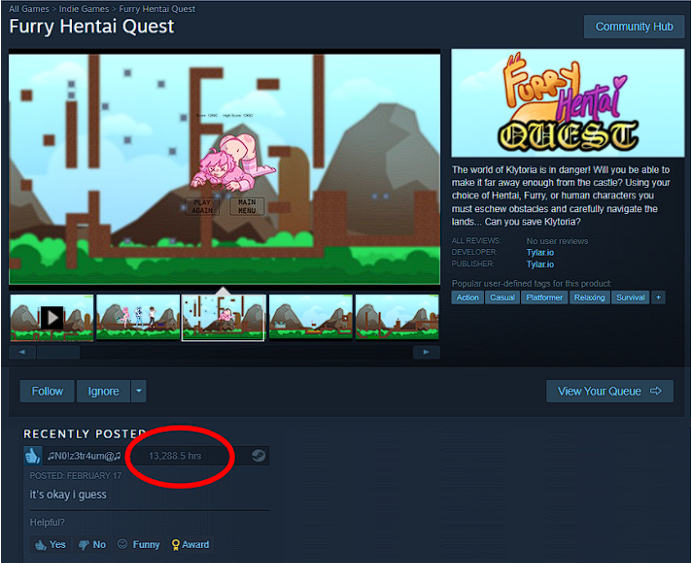 All Games > Indie Games > Furry Hentai Quest
Furry Hentai Quest
Community Hub
PLAY AGAIN
MAIN MENU
Furry
Hentai
QUEST
The world of Klytoria is in danger! Will you be able to
make it far away enough from the castle? Using your
choice of Hentai, Furry, or human characters you
must eschew obstacles and carefully navigate the
lands... Can you save Klytoria?
ALL REVIEWS: No user reviews
DEVELOPER: Tylar.io
PUBLISHER: Tylar.io
Popular user-defined tags for this product:
Action Casual Platformer Relaxing Survival +
Follow Ignore View Your Queue
RECENTLY POSTED
♫N0!z3tr4um@♫ 13,288.5 hrs
POSTED: FEBRUARY 17
it's okay i guess
Helpful?
Yes No Funny Award